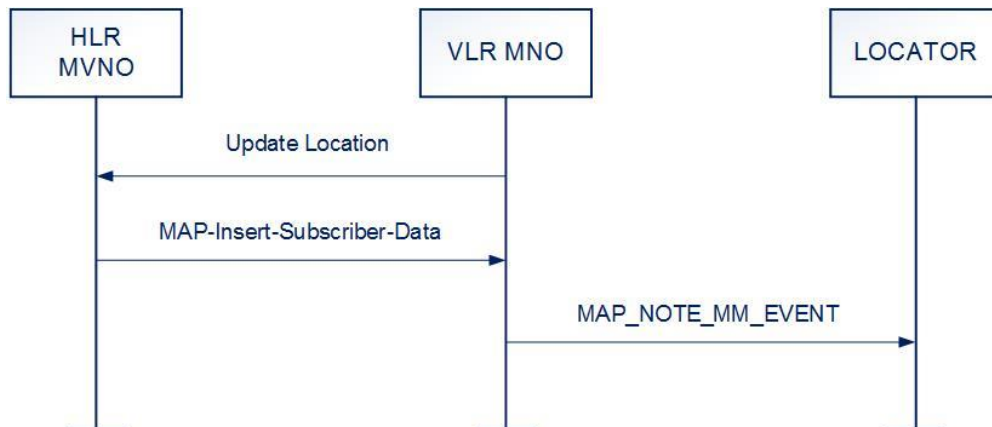 HLR
MVNO
VLR MNO
LOCATOR
Update Location
MAP-Insert-Subscriber-Data
MAP_NOTE_MM_EVENT